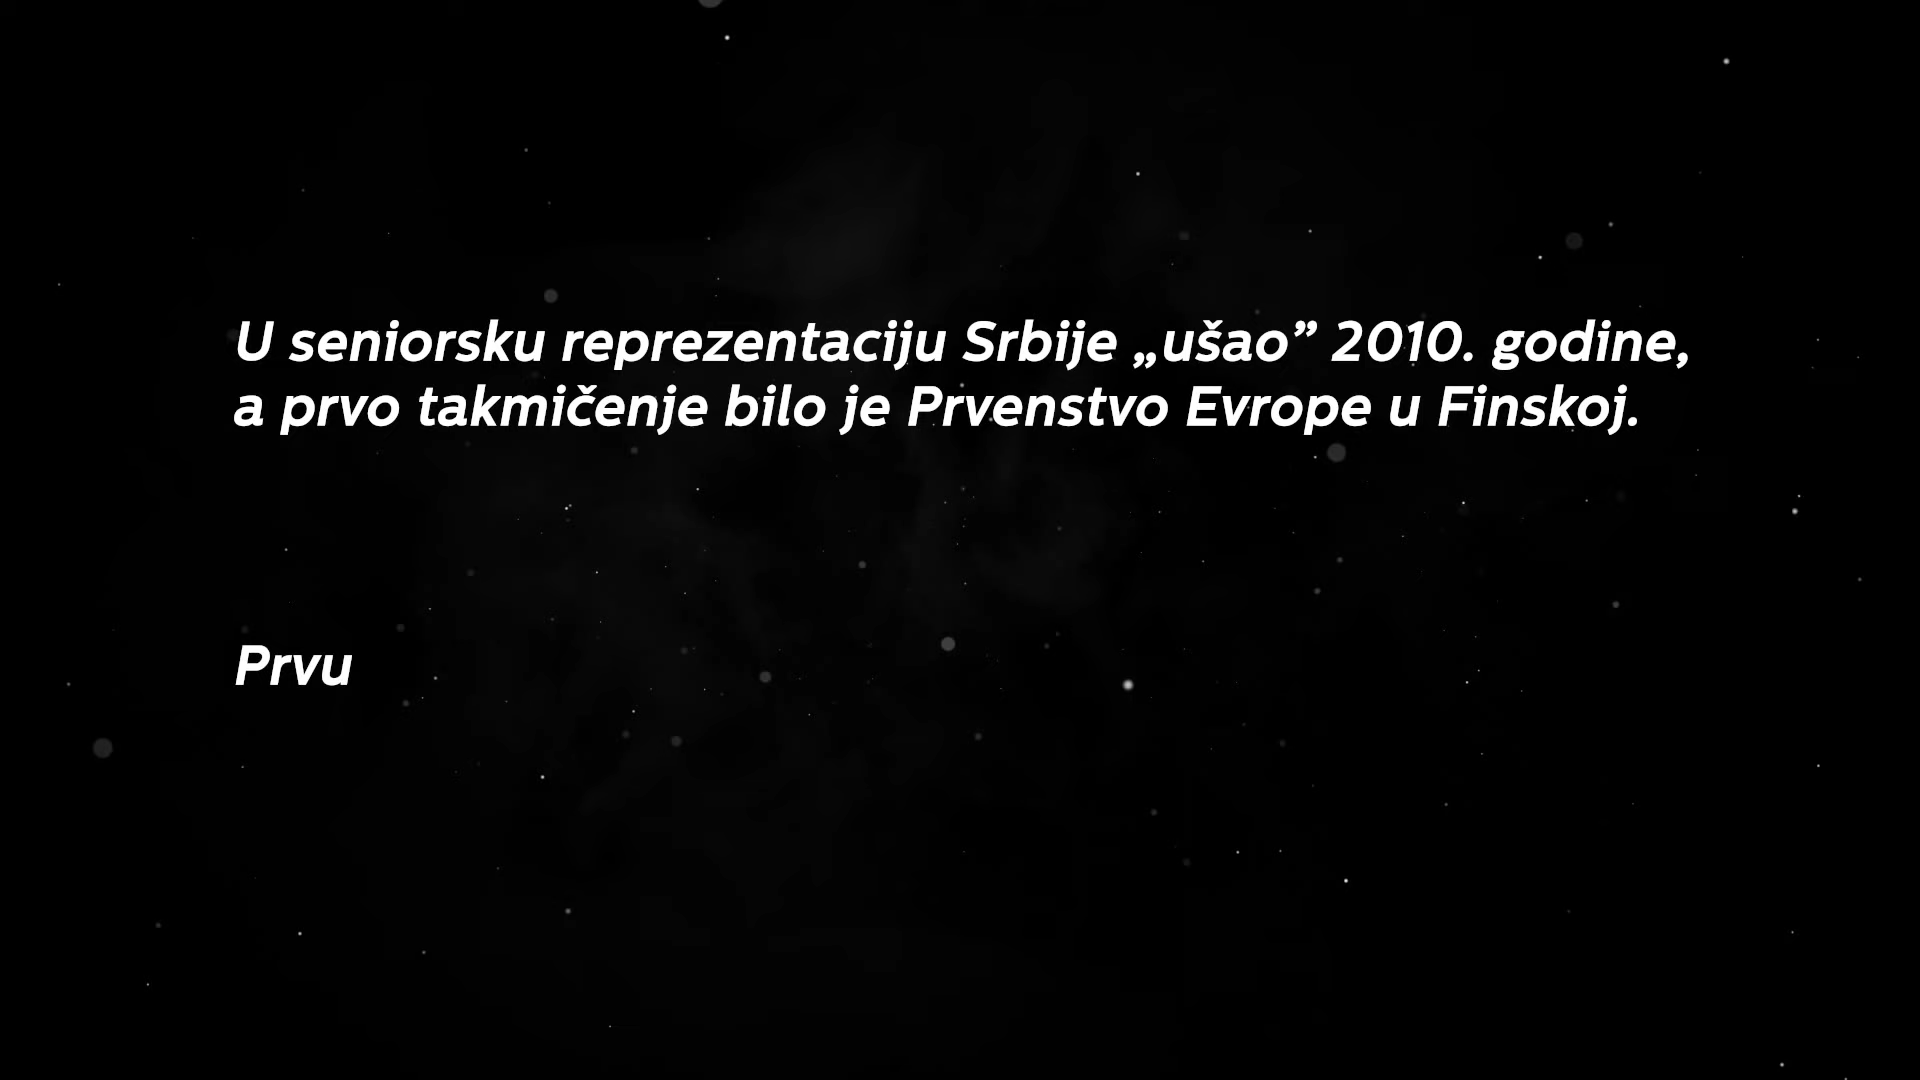 U seniorsku reprezentaciju Srbije „ušao” 2010. godine,
a prvo takmičenje bilo je Prvenstvo Evrope u Finskoj.
Prvu